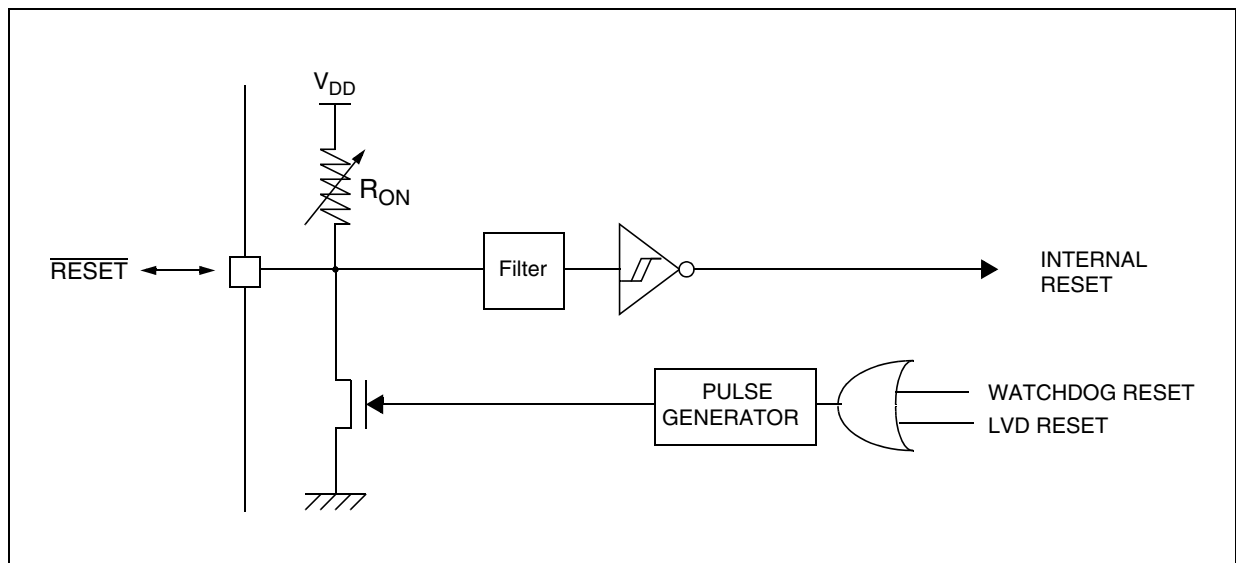 VDD
RON
RESET
Filter
INTERNAL
RESET
PULSE
GENERATOR
WATCHDOG RESET
LVD RESET